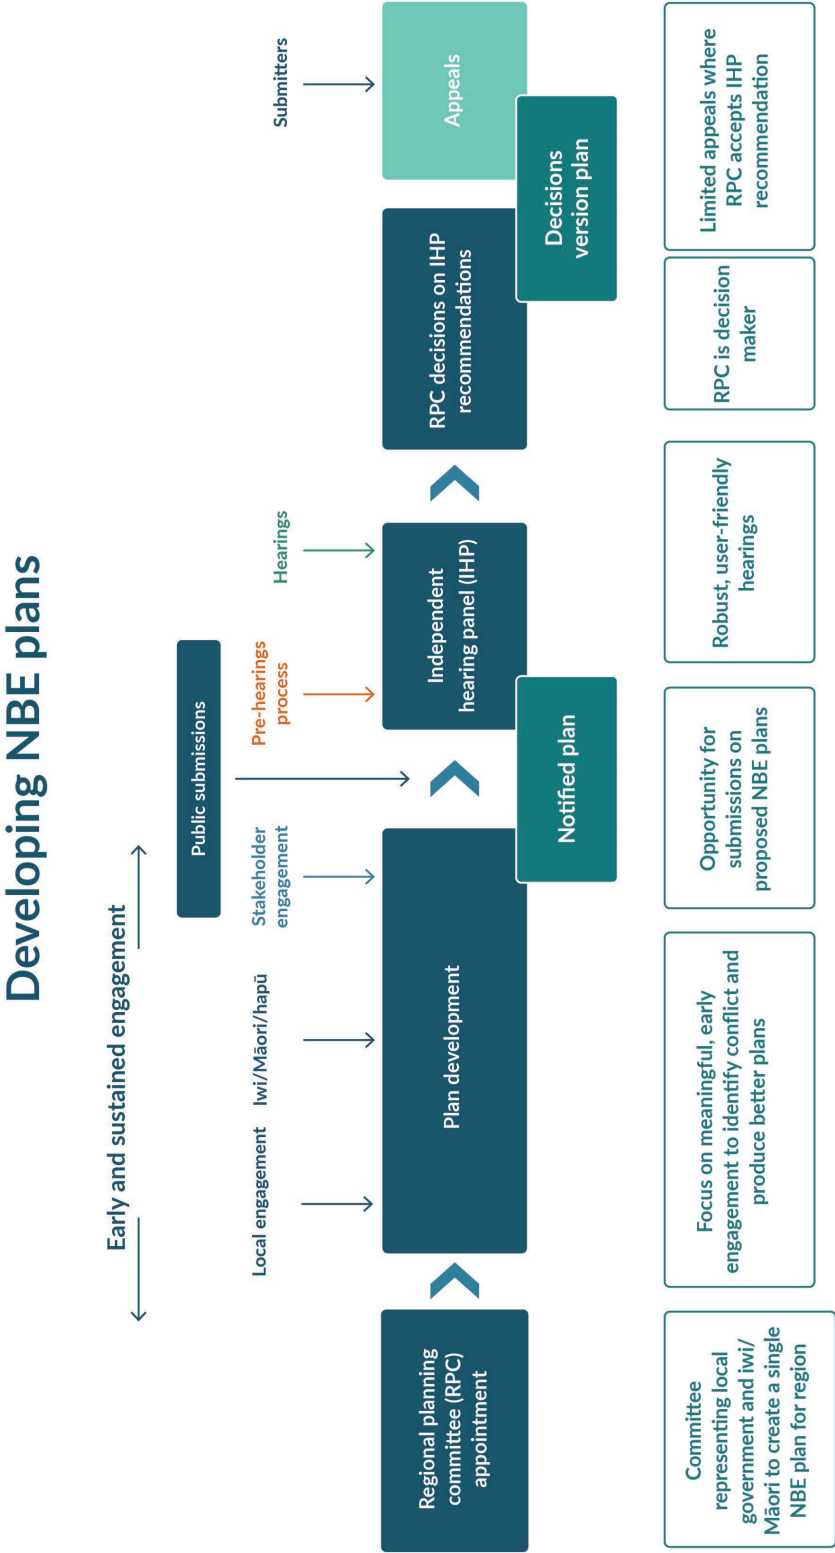 Developing NBE plans
Early and sustained engagement
Public submissions
Local engagement
Iwi/Māori/hapū
Stakeholder
engagement
Pre-hearings
process
Hearings
Submitters
Regional planning
committee (RPC)
appointment
Plan development
Independent
hearing panel (IHP)
RPC decisions on IHP
recommendations
Appeals
Notified plan
Decisions
version plan
Committee
representing local
government and iwi/
Māori to create a single
NBE plan for region
Focus on meaningful, early
engagement to identify conflict and
produce better plans
Opportunity for
submissions on
proposed NBE plans
Robust, user-friendly
hearings
RPC is decision
maker
Limited appeals where
RPC accepts IHP
recommendation